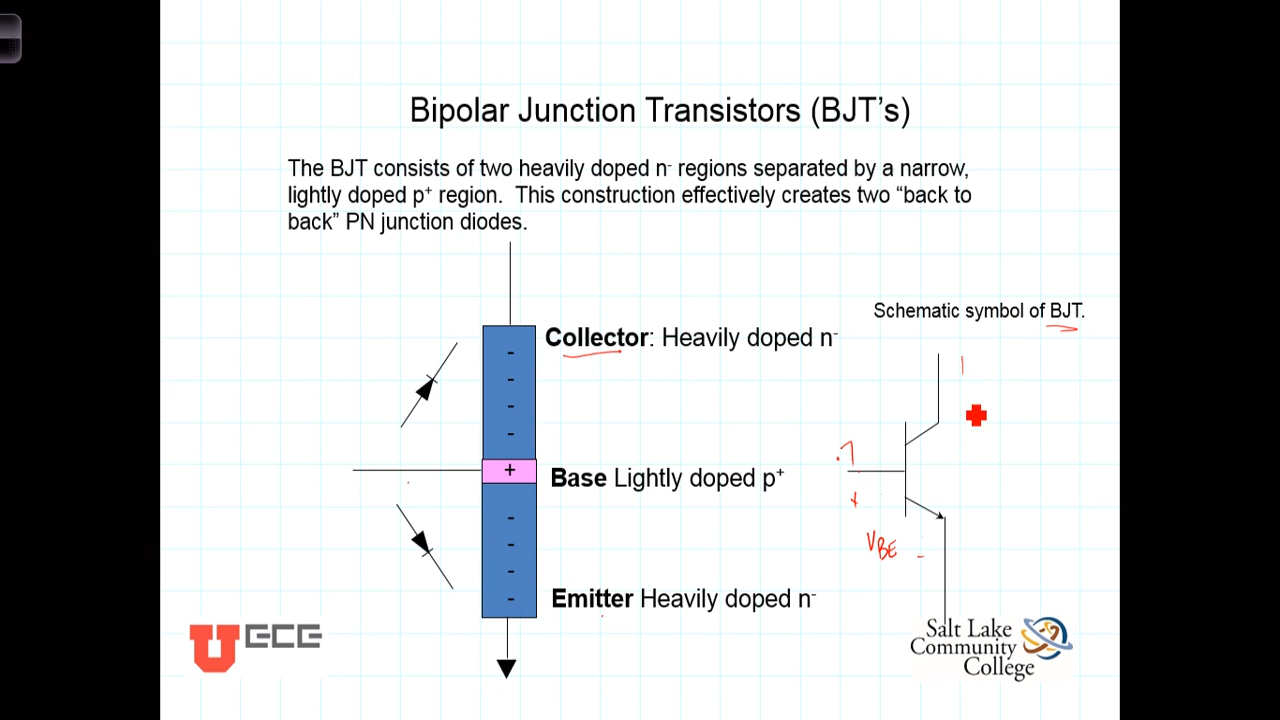 Bipolar Junction Transistors (BJT’s)
The BJT consists of two heavily doped n⁻ regions separated by a narrow,
lightly doped p⁺ region. This construction effectively creates two “back to
back” PN junction diodes.
Schematic symbol of BJT.
Collector: Heavily doped n⁻
-
-
-
-
+
Base Lightly doped p⁺
-
-
-
-
Emitter Heavily doped n⁻
.7
+
VBE -
U ECE
Salt Lake
Community
College